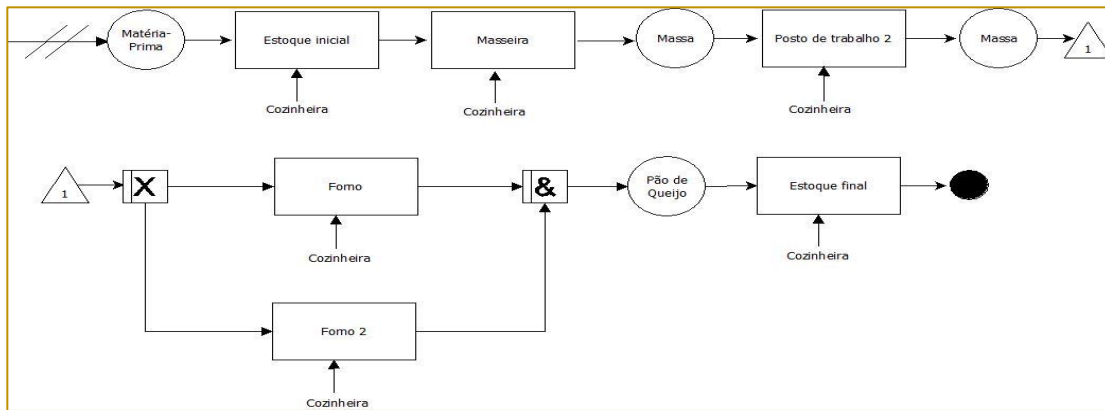 Matéria-
Prima
Estoque inicial
Masseira
Massa
Posto de trabalho 2
Massa
1
Cozinheira
Cozinheira
Cozinheira
1
X
Forno
&
Pão de
Queijo
Estoque final
Cozinheira
Cozinheira
Forno 2
Cozinheira